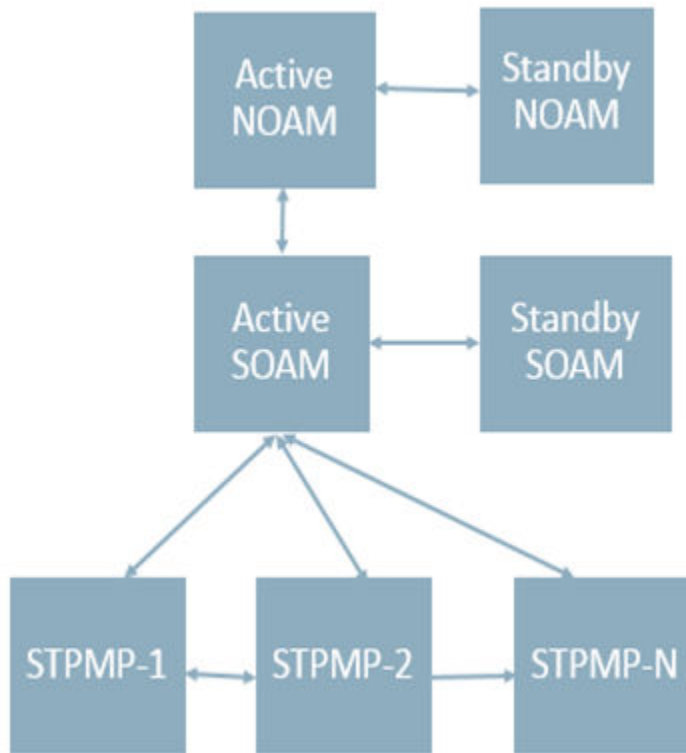 Active
NOAM
Standby
NOAM
Active
SOAM
Standby
SOAM
STPMP-1
STPMP-2
STPMP-N